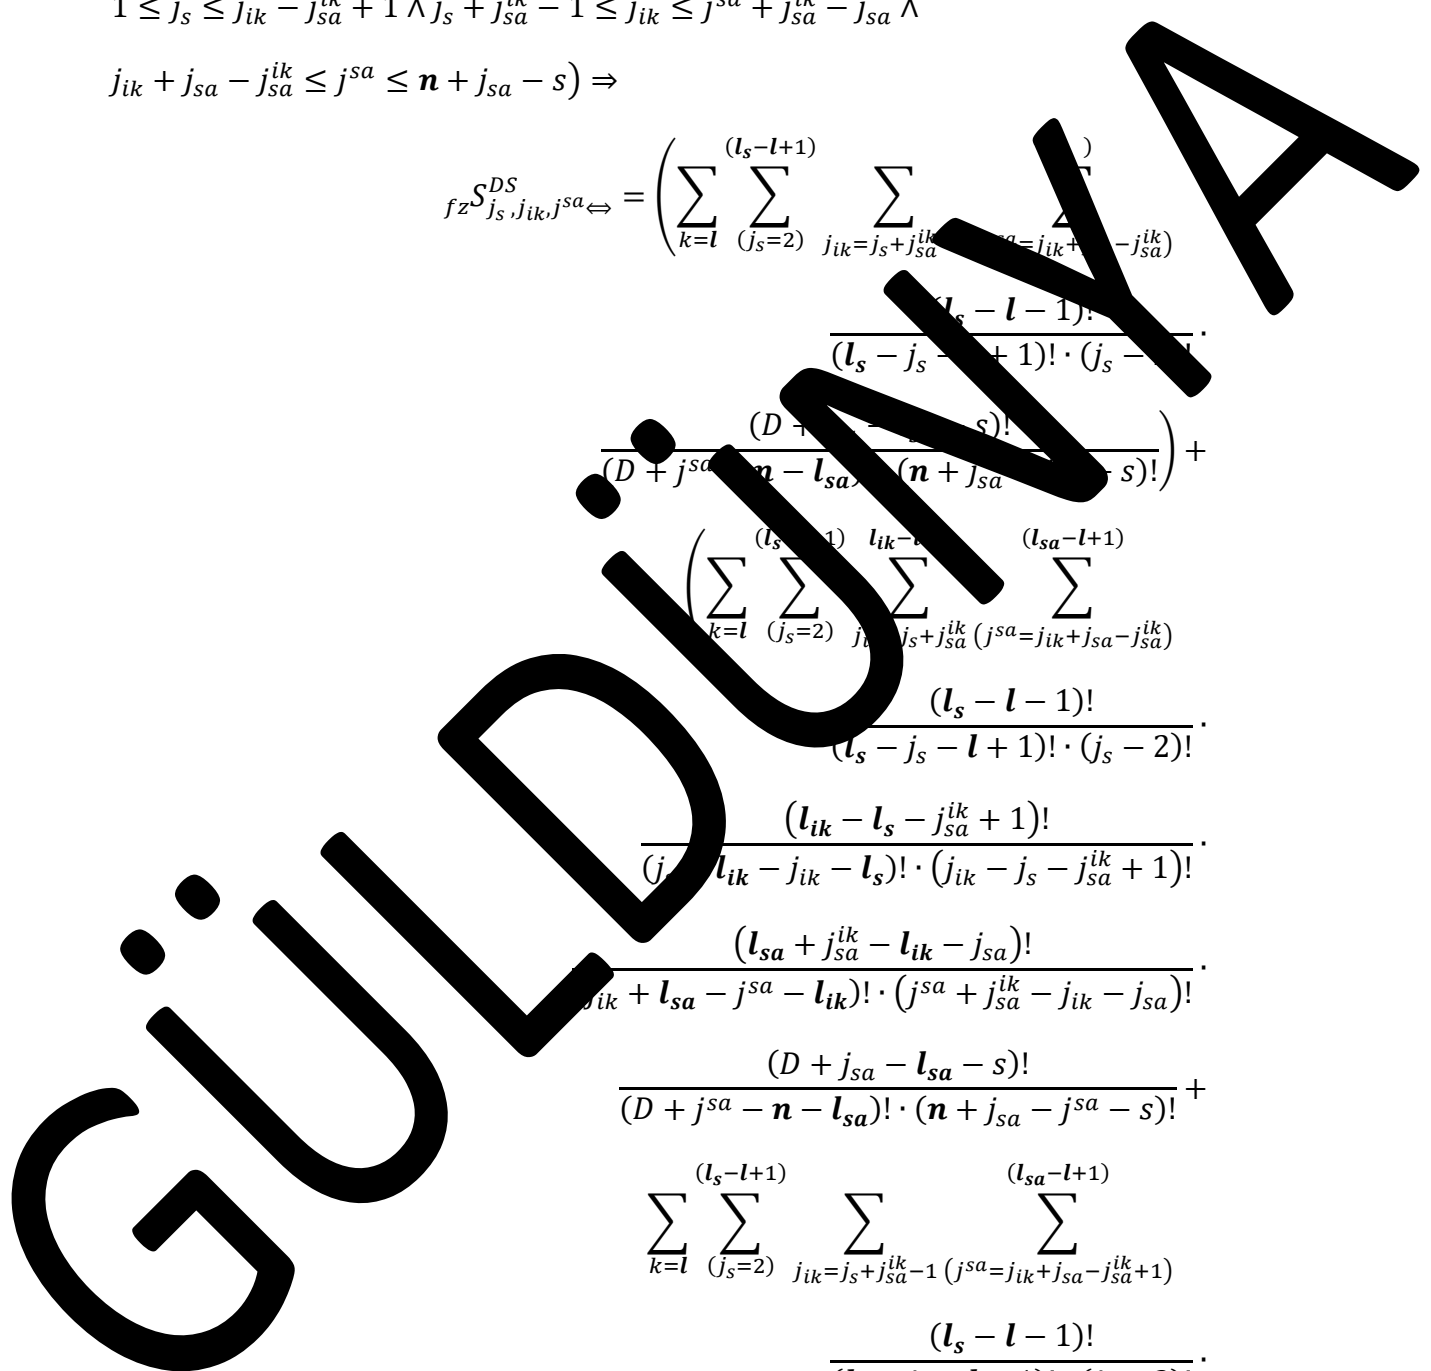 1 ≤ j_s ≤ j_{ik} − j_{sa}^{ik} + 1 ∧ j_s + j_{sa}^{ik} − 1 ≤ j_{ik} ≤ j^{sa} + j_{sa}^{ik} − j_{sa} ∧
j_{ik} + j_{sa} − j_{sa}^{ik} ≤ j^{sa} ≤ n + j_{sa} − s) ⇒
_{fz}S_{j_s,j_{ik},j^{sa}⇔}^{DS} = ( ∑_{k=l} ∑_{(j_s=2)}^{(l_s−l+1)} ∑_{j_{ik}=j_s+j_{sa}^{ik}} ∑_{=j_{ik}+ −j_{sa}^{ik})}^{)}
(l_s − l − 1)!
(l_s − j_s − + 1)! · (j_s − ! ·
(D + − s)!
(D + j^{sa} n − l_{sa}) (n + j_{sa} − s)! ) +
( ∑_{k=l} ∑_{(j_s=2)}^{(l_s 1)} ∑_{j_s+j_{sa}^{ik}}^{l_{ik}−} ∑_{(j^{sa}=j_{ik}+j_{sa}−j_{sa}^{ik})}^{(l_{sa}−l+1)}
(l_s − l − 1)!
(l_s − j_s − l + 1)! · (j_s − 2)! ·
(l_{ik} − l_s − j_{sa}^{ik} + 1)!
(j l_{ik} − j_{ik} − l_s)! · (j_{ik} − j_s − j_{sa}^{ik} + 1)! ·
(l_{sa} + j_{sa}^{ik} − l_{ik} − j_{sa})!
j_{ik} + l_{sa} − j^{sa} − l_{ik})! · (j^{sa} + j_{sa}^{ik} − j_{ik} − j_{sa})! ·
(D + j_{sa} − l_{sa} − s)!
(D + j^{sa} − n − l_{sa})! · (n + j_{sa} − j^{sa} − s)! +
∑_{k=l} ∑_{(j_s=2)}^{(l_s−l+1)} ∑_{j_{ik}=j_s+j_{sa}^{ik}−1} ∑_{(j^{sa}=j_{ik}+j_{sa}−j_{sa}^{ik}+1)}^{(l_{sa}−l+1)}
(l_s − l − 1)! ·
GÜLDÜNYA